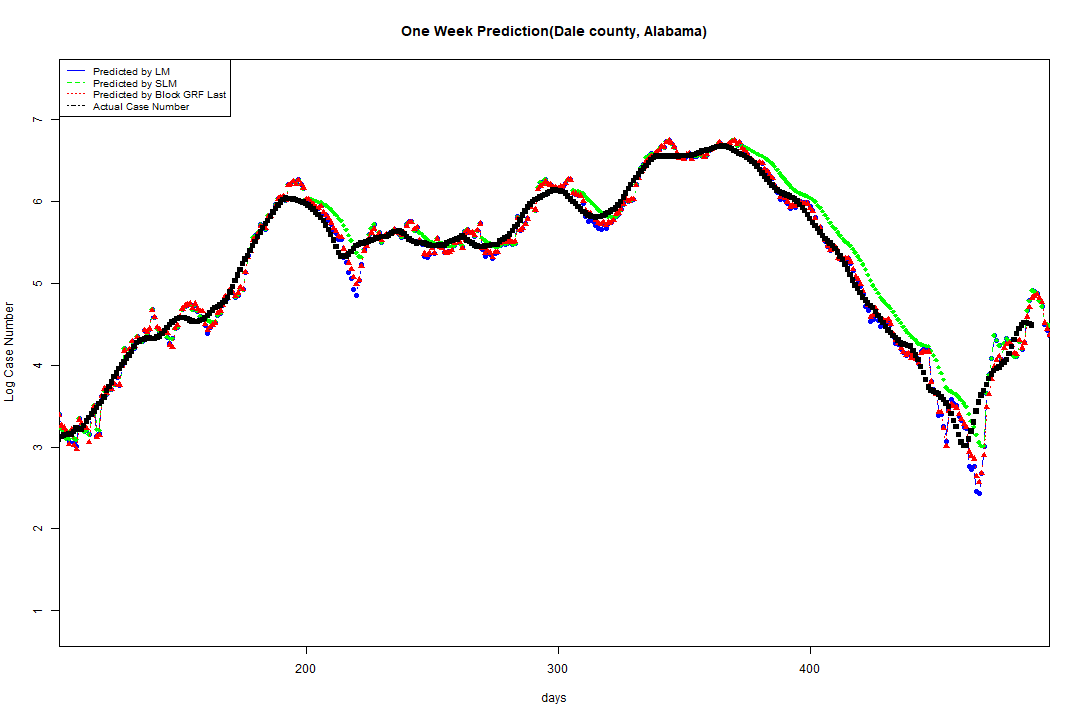 One Week Prediction(Dale county, Alabama)
Predicted by LM
Predicted by SLM
Predicted by Block GRF Last
Actual Case Number
7
6
5
4
3
2
1
Log Case Number
200 300 400
days